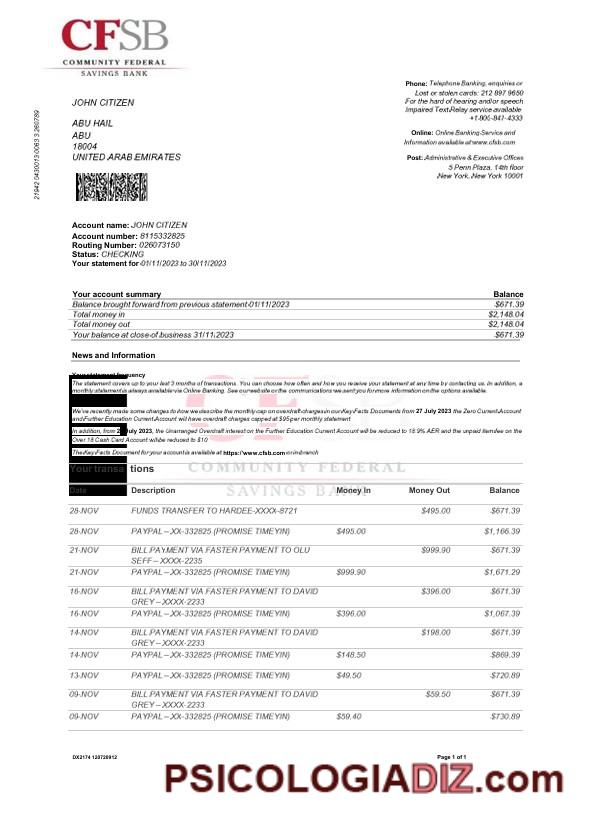 CFSB
COMMUNITY FEDERAL
SAVINGS BANK
Phone: Telephone Banking, enquiries or
Lost or stolen cards: 212 897 9650
For the hard of hearing and/or speech
Impaired Text Relay service available
+1-800-841-4333
Online: Online Banking Service and
Information available at www.cfsb.com
Post: Administrative & Executive Offices
5 Penn Plaza, 14th floor
New York, New York 10001
JOHN CITIZEN
ABU HAIL
ABU
18004
UNITED ARAB EMIRATES
Account name: JOHN CITIZEN
Account number: 8115332825
Routing Number: 026073150
Status: CHECKING
Your statement for 01/11/2023 to 30/11/2023
Your account summary Balance
Balance brought forward from previous statement 01/11/2023 $671.39
Total money in $2,148.04
Total money out $2,148.04
Your balance at close of business 31/11/2023 $671.39
News and Information
Your statement frequency
The statement covers up to your last 3 months of transactions. You can choose how often and how you receive your statement at any time by contacting us. In addition, a
monthly statement is always available via Online Banking. See our website or the communications we sent you for more information on the options available.
We've recently made some changes to how we describe the monthly cap on overdraft charges in our Key Facts Documents from 27 July 2023 the Zero Current Account
and Further Education Current Account will have overdraft charges capped at $95 per monthly statement
In addition, from 2 July 2023, the Unarranged Overdraft interest on the Further Education Current Account will be reduced to 18.9% AER and the unpaid item fee on the
Over 18 Cash Card Account will be reduced to $10
The Key Facts Document for your accounts available at https://www.cfsb.com or in branch
CFSB
COMMUNITY FEDERAL
SAVINGS BANK
Your transactions
Date Description Money In Money Out Balance
28-NOV FUNDS TRANSFER TO HARDEE-XXXX-8721 $495.00 $671.39
28-NOV PAYPAL – XX-332825 (PROMISE TIMEYIN) $495.00 $1,166.39
21-NOV BILL PAYMENT VIA FASTER PAYMENT TO OLU $999.90 $671.39
SEFF – XXXX-2235
21-NOV PAYPAL – XX-332825 (PROMISE TIMEYIN) $999.90 $1,671.29
16-NOV BILL PAYMENT VIA FASTER PAYMENT TO DAVID $396.00 $671.39
GREY – XXXX-2233
16-NOV PAYPAL – XX-332825 (PROMISE TIMEYIN) $396.00 $1,067.39
14-NOV BILL PAYMENT VIA FASTER PAYMENT TO DAVID $198.00 $671.39
GREY – XXXX-2233
14-NOV PAYPAL – XX-332825 (PROMISE TIMEYIN) $148.50 $869.39
13-NOV PAYPAL – XX-332825 (PROMISE TIMEYIN) $49.50 $720.89
09-NOV BILL PAYMENT VIA FASTER PAYMENT TO DAVID $59.50 $671.39
GREY – XXXX-2233
09-NOV PAYPAL – XX-332825 (PROMISE TIMEYIN) $59.40 $730.89
DX2174 120720912 Page 1 of 1
PSICOLOGIADIZ.com